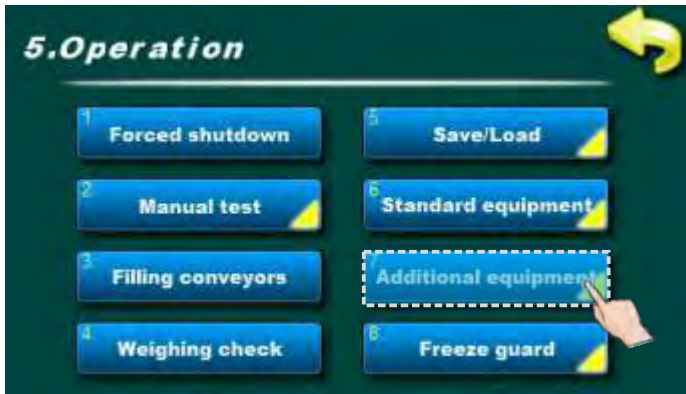 5.Operation
1
Forced shutdown
2
Manual test
3
Filling conveyors
4
Weighing check
5
Save/Load
6
Standard equipment
7
Additional equipment
8
Freeze guard